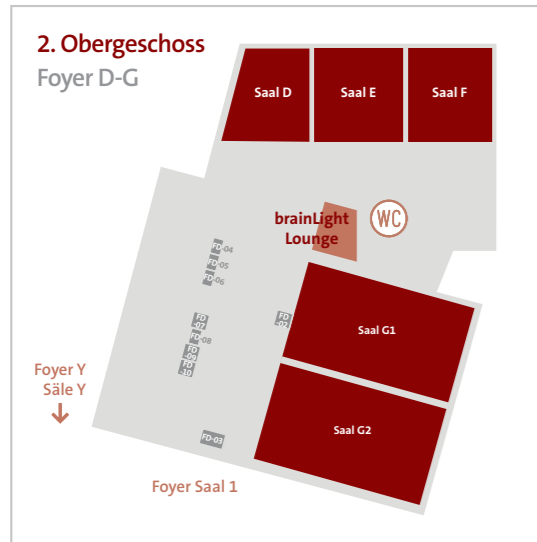 2. Obergeschoss
Foyer D-G
Saal D
Saal E
Saal F
brainLight
Lounge
WC
FD-04
FD-05
FD-06
FD
-07
FD-08
FD
-09
FD
-10
FD
-02
Saal G1
Foyer Y
Säle Y
Saal G2
FD-03
Foyer Saal 1